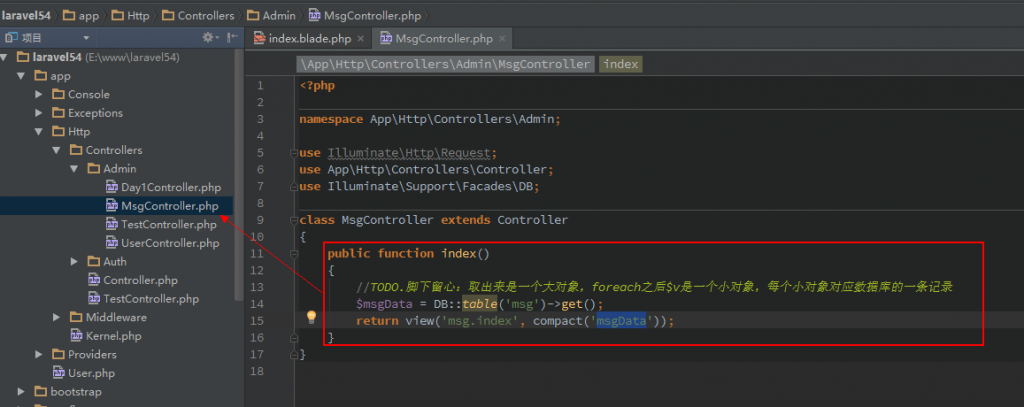 laravel54 app Http Controllers Admin MsgController.php
项目
index.blade.php × MsgController.php ×
laravel54 (E:\www\laravel54)
app
Console
Exceptions
Http
Controllers
Admin
Day1Controller.php
MsgController.php
TestController.php
UserController.php
Auth
Controller.php
TestController.php
Middleware
Kernel.php
Providers
User.php
bootstrap
\App\Http\Controllers\Admin\MsgController index
1 <?php
2
3 namespace App\Http\Controllers\Admin;
4
5 use Illuminate\Http\Request;
6 use App\Http\Controllers\Controller;
7 use Illuminate\Support\Facades\DB;
8
9 class MsgController extends Controller
10 {
11 public function index()
12 {
13 //TODO.脚下留心：取出来是一个大对象，foreach之后$v是一个小对象，每个小对象对应数据库的一条记录
14 $msgData = DB::table('msg')->get();
15 return view('msg.index', compact('msgData'));
16 }
17 }
18